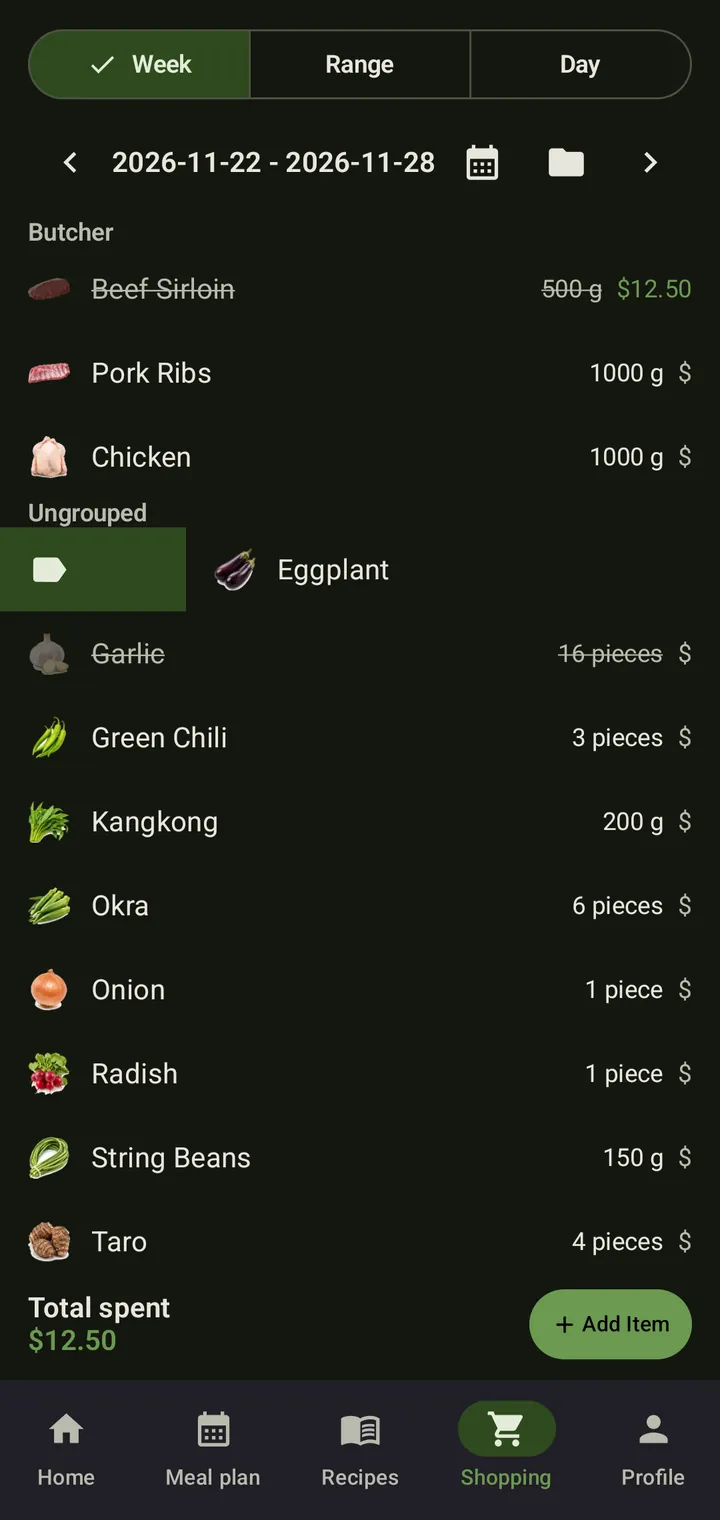 Week Range Day
2026-11-22 - 2026-11-28
Butcher
Beef Sirloin 500 g $12.50
Pork Ribs 1000 g $
Chicken 1000 g $
Ungrouped
Eggplant
Garlic 16 pieces $
Green Chili 3 pieces $
Kangkong 200 g $
Okra 6 pieces $
Onion 1 piece $
Radish 1 piece $
String Beans 150 g $
Taro 4 pieces $
Total spent
$12.50
+ Add Item
Home Meal plan Recipes Shopping Profile